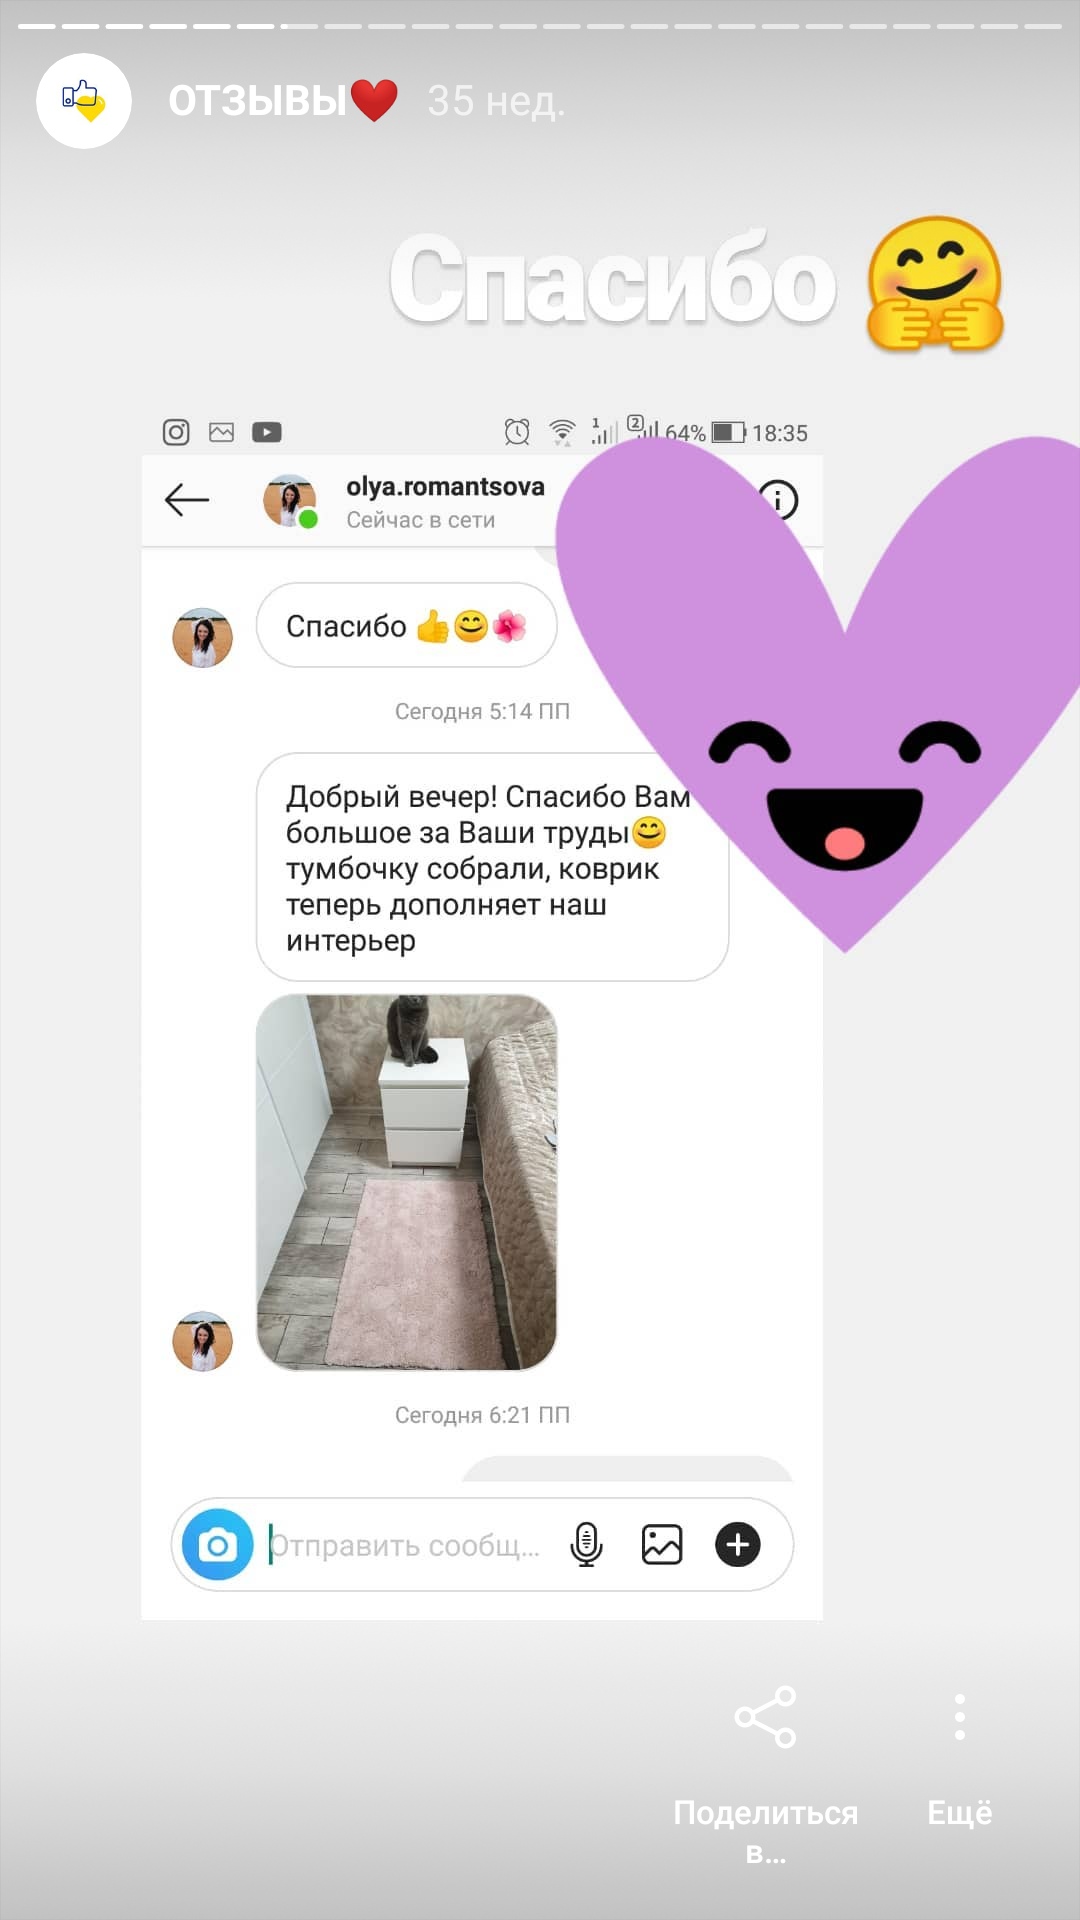 ОТЗЫВЫ❤️ 35 нед.
Спасибо 🤗
1 2 64% 18:35
olya.romantsova
Сейчас в сети
Спасибо 👍😊🌺
Сегодня 5:14 ПП
Добрый вечер! Спасибо Вам
большое за Ваши труды😊
тумбочку собрали, коврик
теперь дополняет наш
интерьер
Сегодня 6:21 ПП
Отправить сообщ...
Поделиться
в...
Ещё